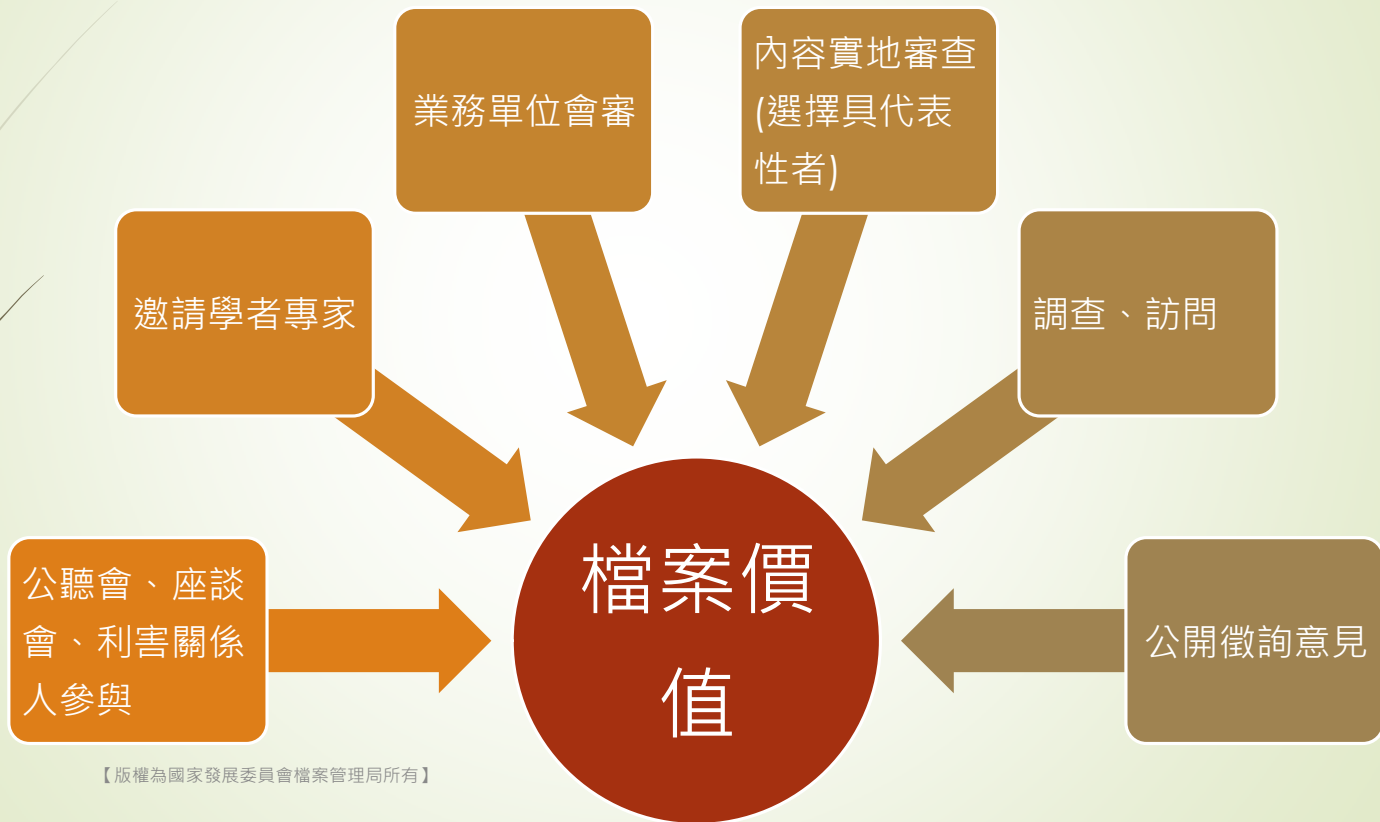 業務單位會審
內容實地審查
(選擇具代表
性者)
邀請學者專家
調查、訪問
公聽會、座談
會、利害關係
人參與
檔案價
值
公開徵詢意見
【版權為國家發展委員會檔案管理局所有】